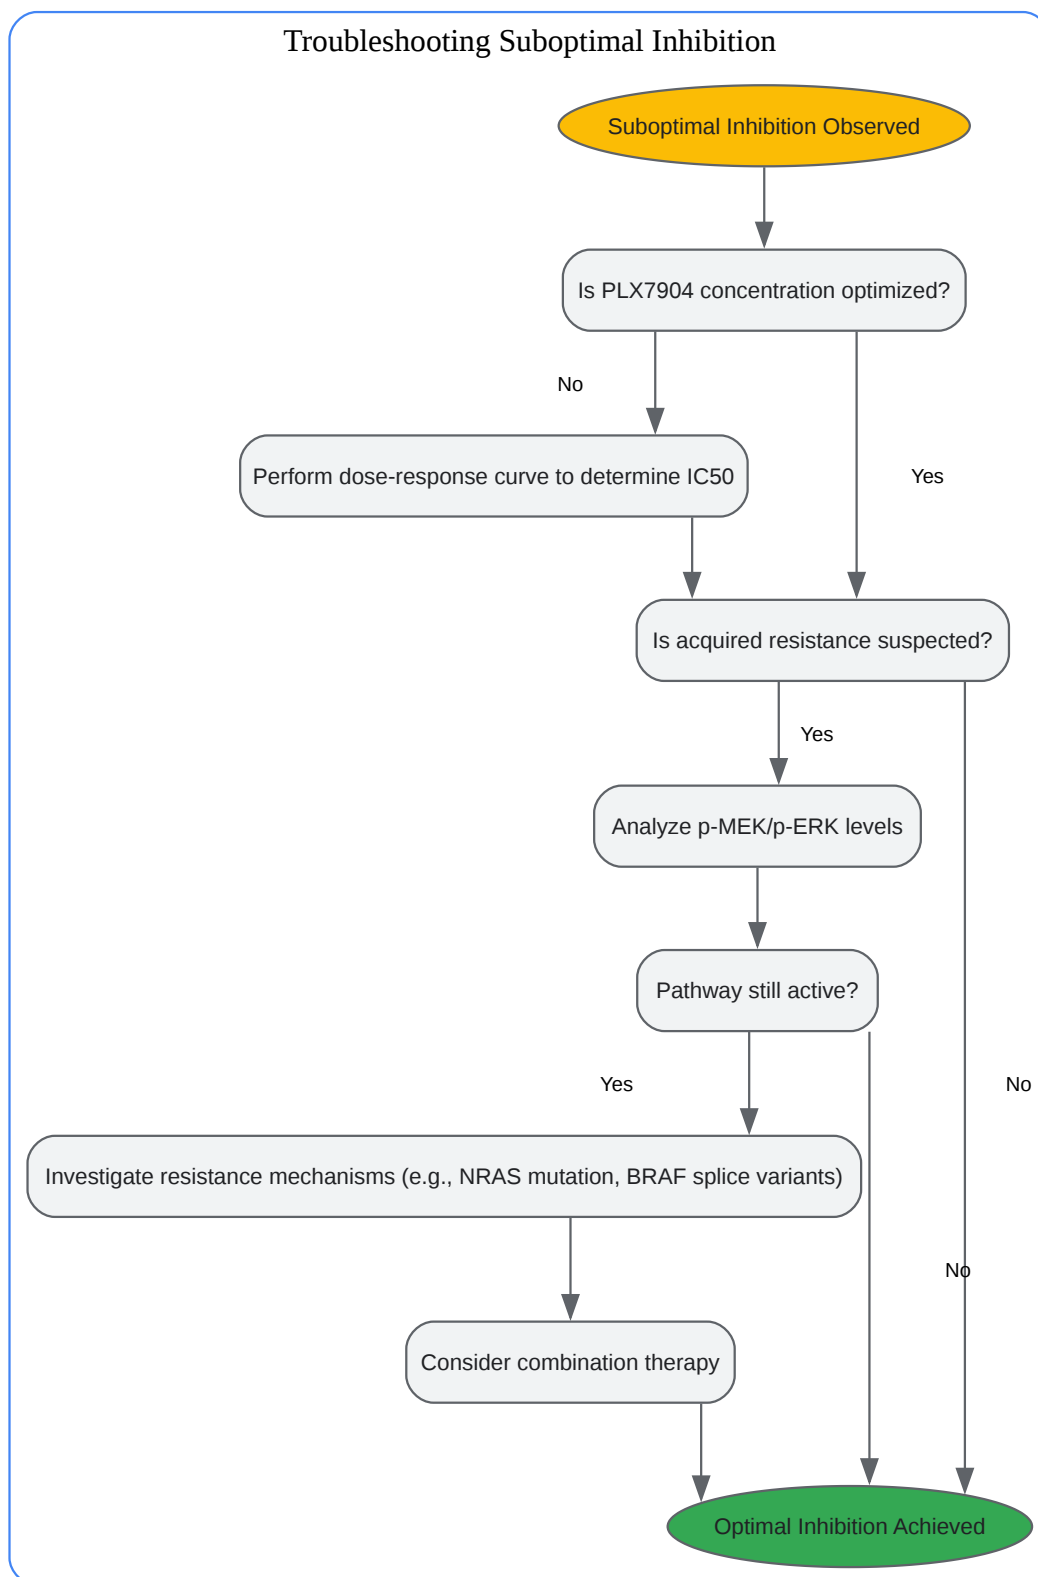 Troubleshooting Suboptimal Inhibition
Suboptimal Inhibition Observed
Is PLX7904 concentration optimized?
No
Perform dose-response curve to determine IC50
Yes
Is acquired resistance suspected?
Yes
Analyze p-MEK/p-ERK levels
Pathway still active?
Yes
No
Investigate resistance mechanisms (e.g., NRAS mutation, BRAF splice variants)
No
Consider combination therapy
Optimal Inhibition Achieved